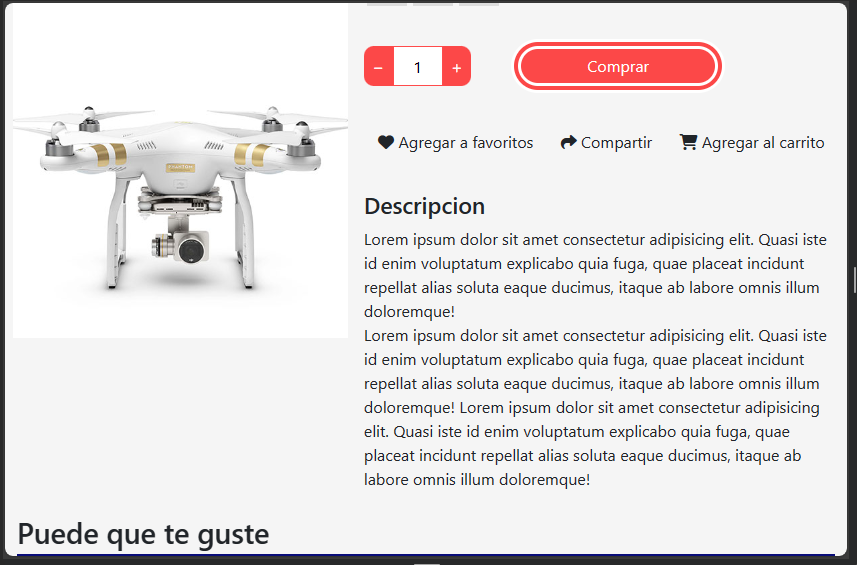 − 1 + Comprar
Agregar a favoritos Compartir Agregar al carrito
Descripcion
Lorem ipsum dolor sit amet consectetur adipisicing elit. Quasi iste
id enim voluptatum explicabo quia fuga, quae placeat incidunt
repellat alias soluta eaque ducimus, itaque ab labore omnis illum
doloremque!
Lorem ipsum dolor sit amet consectetur adipisicing elit. Quasi iste
id enim voluptatum explicabo quia fuga, quae placeat incidunt
repellat alias soluta eaque ducimus, itaque ab labore omnis illum
doloremque! Lorem ipsum dolor sit amet consectetur adipisicing
elit. Quasi iste id enim voluptatum explicabo quia fuga, quae
placeat incidunt repellat alias soluta eaque ducimus, itaque ab
labore omnis illum doloremque!
Puede que te guste